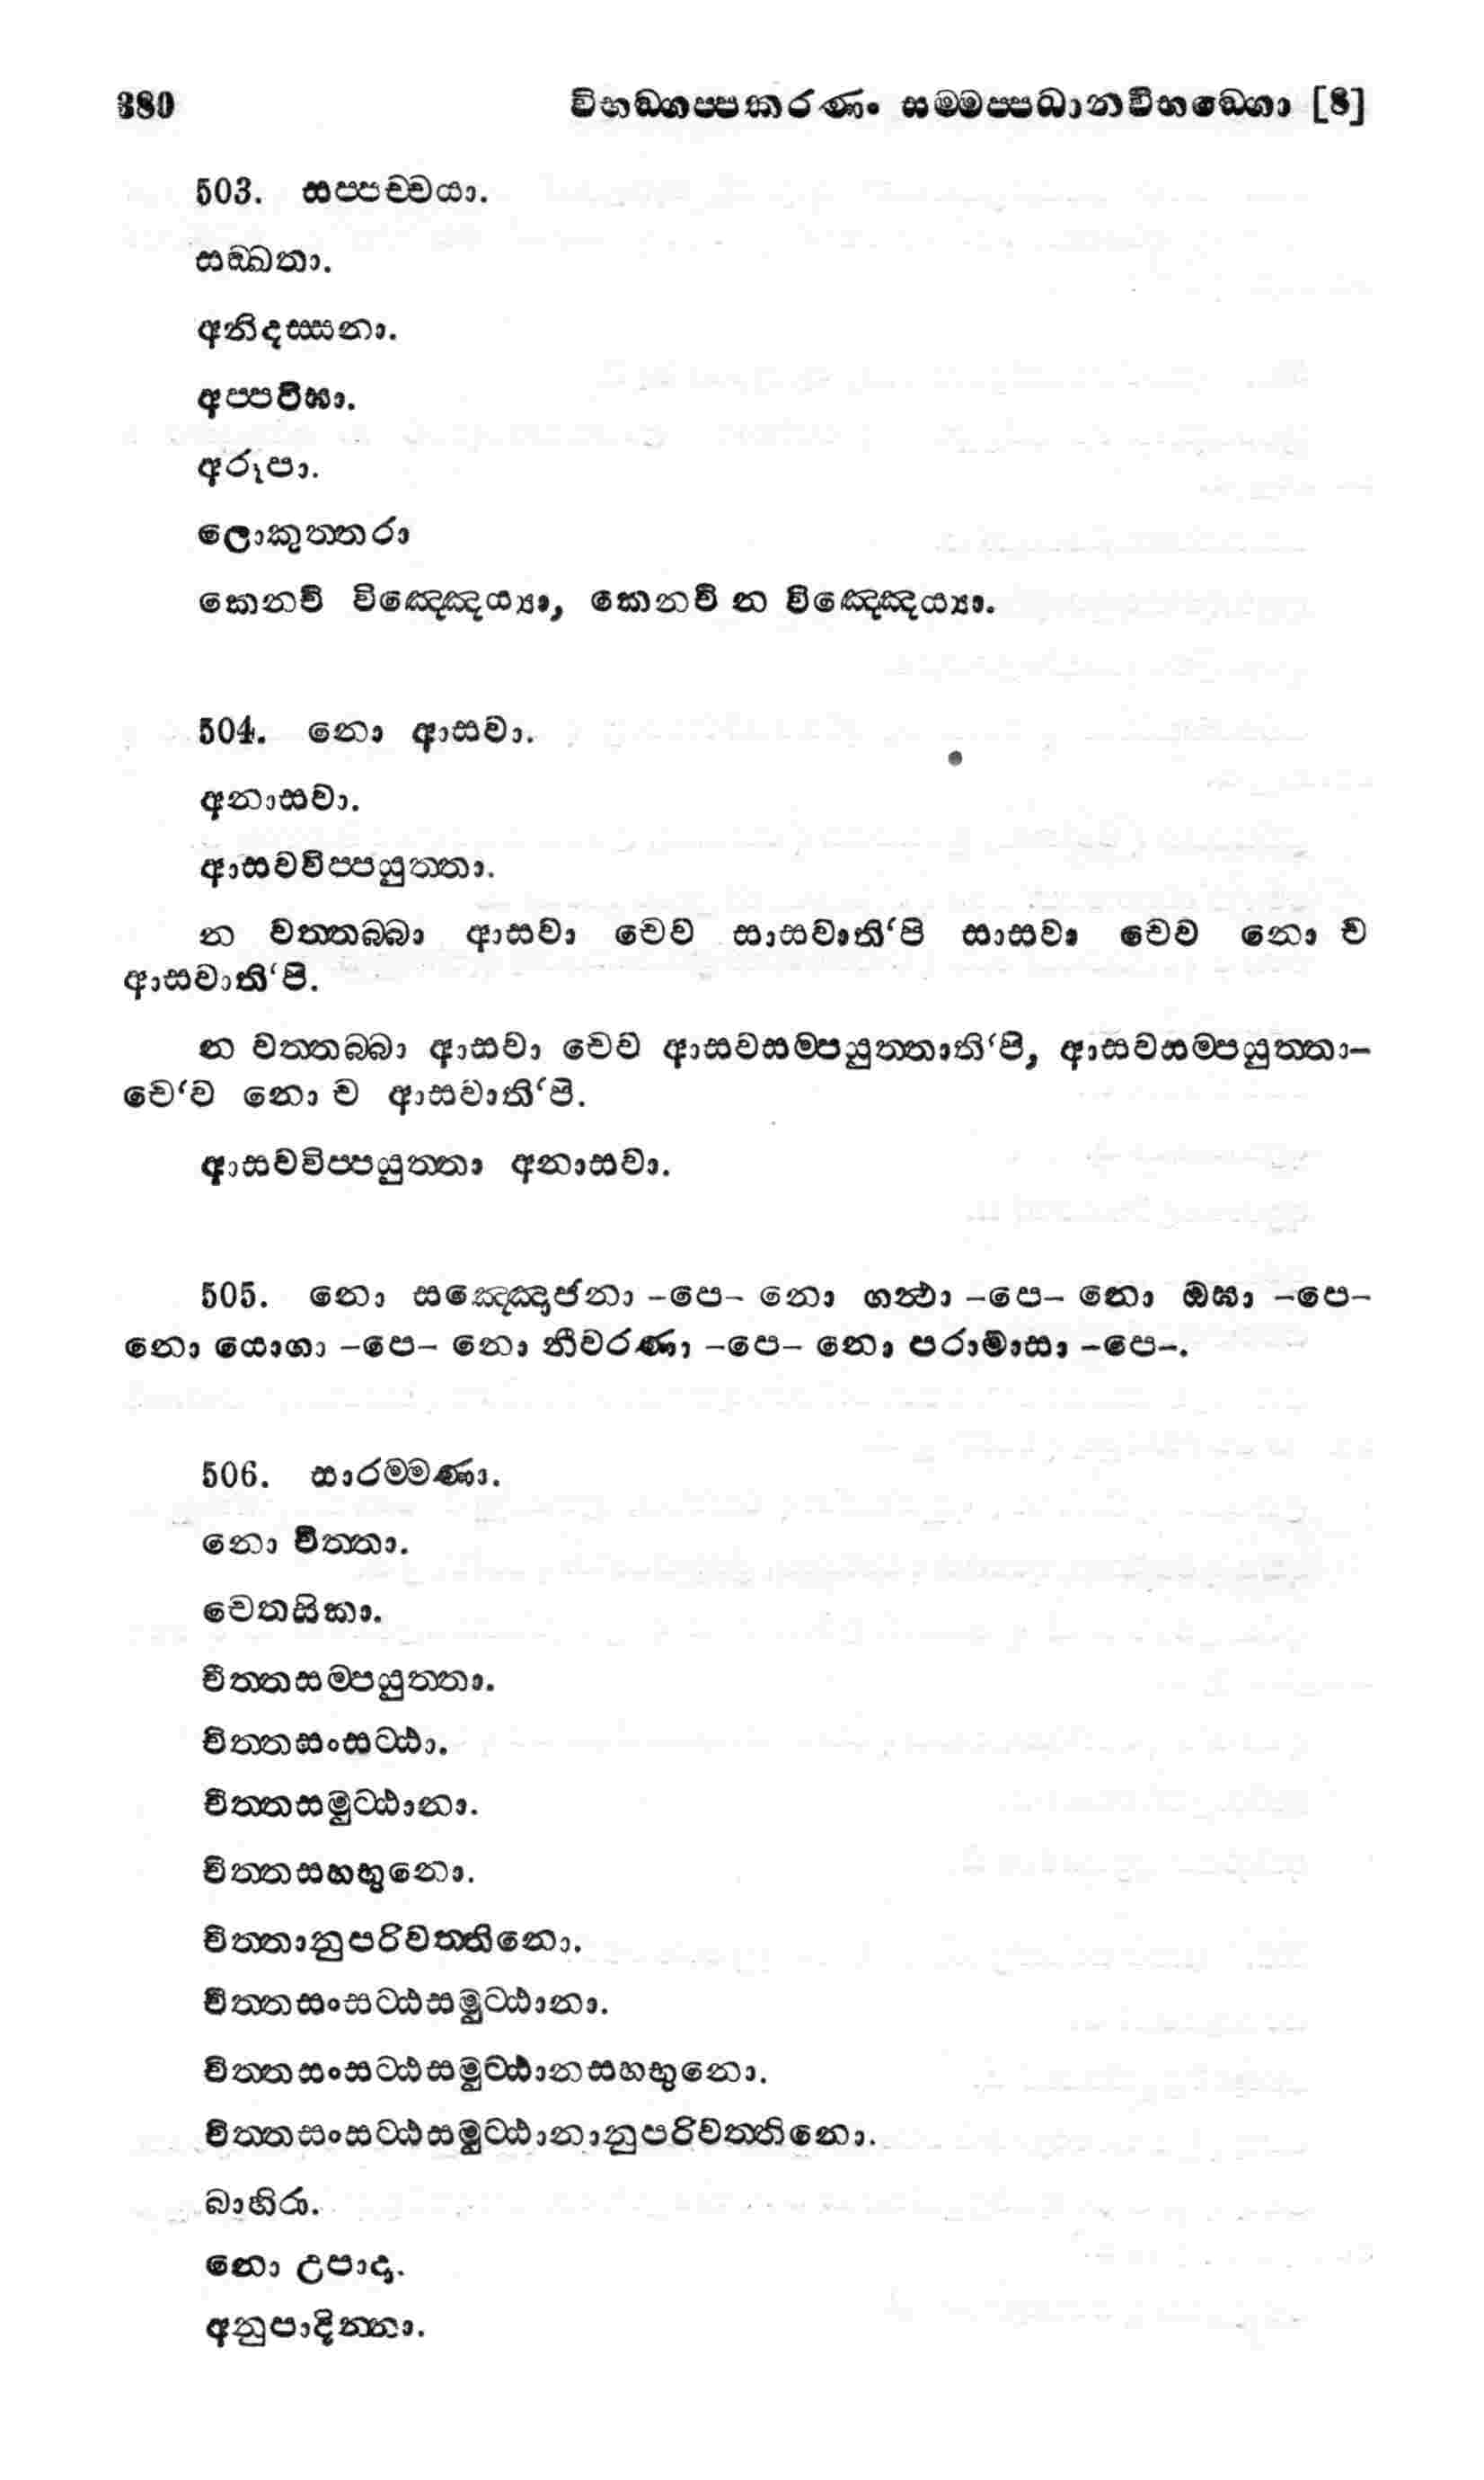 380 විභඞ්ගප්පකරණං සම්මප්පධානවිභඞ්ගො [8]
503. සප්පච්චයා.
සඞ්ඛතා.
අනිදස්සනා.
අප්පටිඝා.
අරූපා.
ලොකුත්තරා
කෙනචි විඤ්ඤෙය්‍යා, කෙනචි න විඤ්ඤෙය්‍යා.
504. නො ආසවා.
අනාසවා.
ආසවවිප්පයුත්තා.
න වත්තබ්බා ආසවා චෙව සාසවාති‘පි සාසවා චෙව නො ච
ආසවාති‘පි.
න වත්තබ්බා ආසවා චෙව ආසවසම්පයුත්තාති‘පි, ආසවසම්පයුත්තා–
චෙ‘ව නො ච ආසවාති‘පි.
ආසවවිප්පයුත්තා අනාසවා.
505. නො සඤ්ඤොජනා –පෙ– නො ගන්ථා –පෙ– නො ඔඝා –පෙ–
නො යොගා –පෙ– නො නීවරණා –පෙ– නො පරාමාසා –පෙ–.
506. සාරම්මණා.
නො චිත්තා.
චෙතසිකා.
චිත්තසම්පයුත්තා.
චිත්තසංසට්ඨා.
චිත්තසමුට්ඨානා.
චිත්තසහභුනො.
චිත්තානුපරිවත්තිනො.
චිත්තසංසට්ඨසමුට්ඨානා.
චිත්තසංසට්ඨසමුට්ඨානසහභුනො.
චිත්තසංසට්ඨසමුට්ඨානානුපරිවත්තිනො.
බාහිරා.
නො උපාදා.
අනුපාදින්නා.